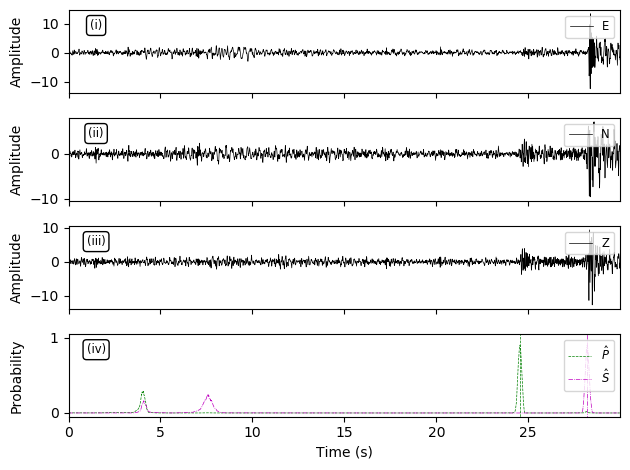 (i)
E
10
0
−10
Amplitude
(ii)
N
0
−10
Amplitude
(iii)
Z
10
0
−10
Amplitude
(iv)
P̂
Ŝ
1
0
Probability
0 5 10 15 20 25
Time (s)